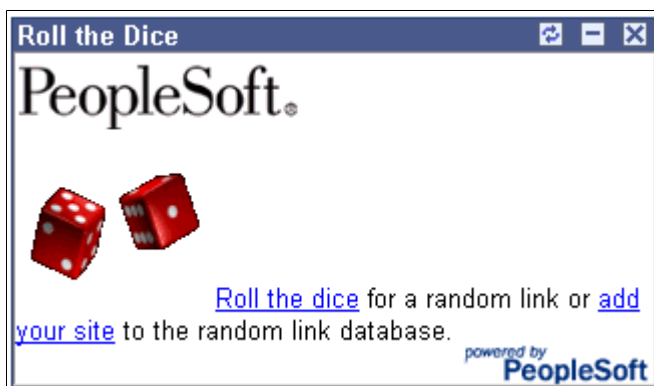 Roll the Dice
PeopleSoft®
Roll the dice for a random link or add
your site to the random link database.
powered by
PeopleSoft